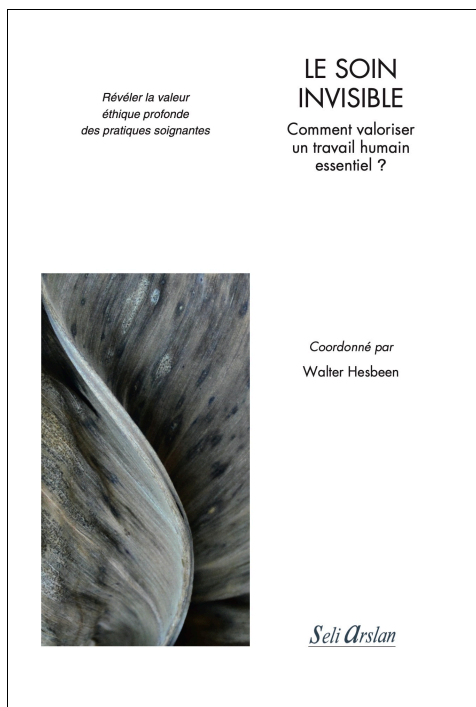 LE SOIN
INVISIBLE
Comment valoriser
un travail humain
essentiel ?
Révéler la valeur
éthique profonde
des pratiques soignantes
Coordonné par
Walter Hesbeen
Seli Arslan